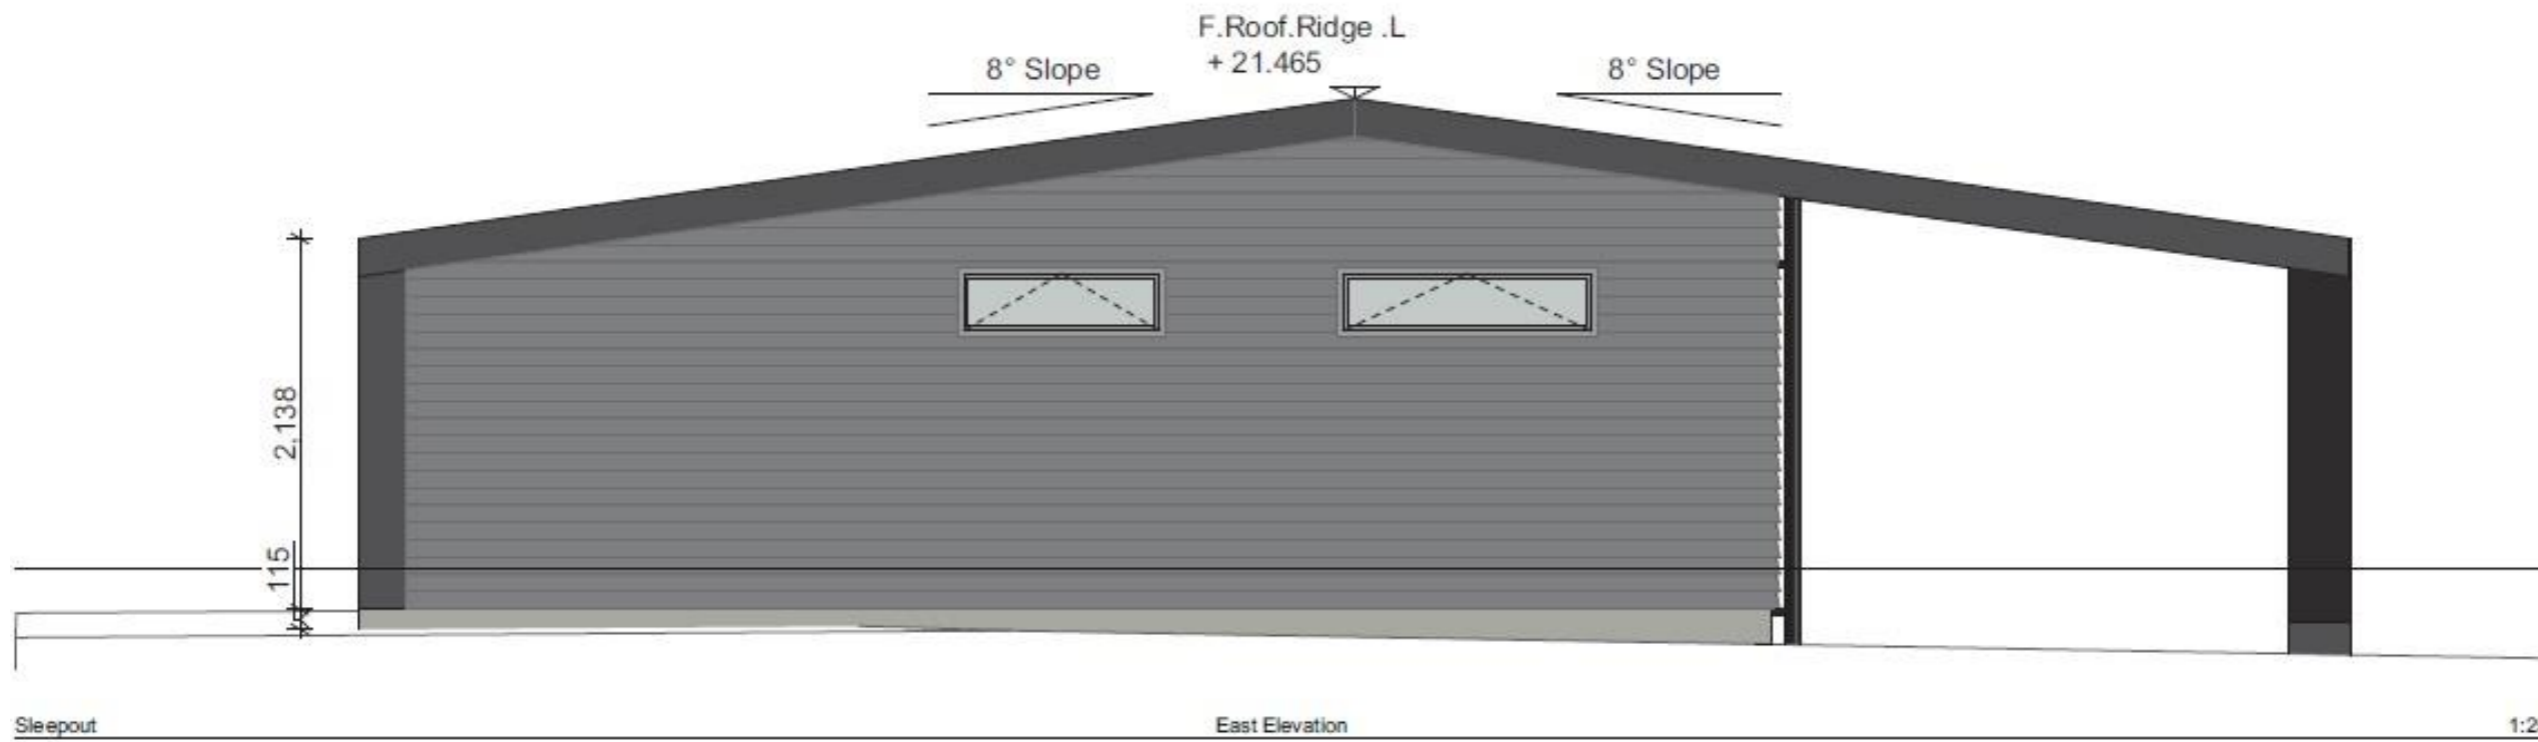 F.Roof.Ridge .L
+ 21.465
8° Slope
8° Slope
2,138
115
Sleepout
East Elevation
1:2